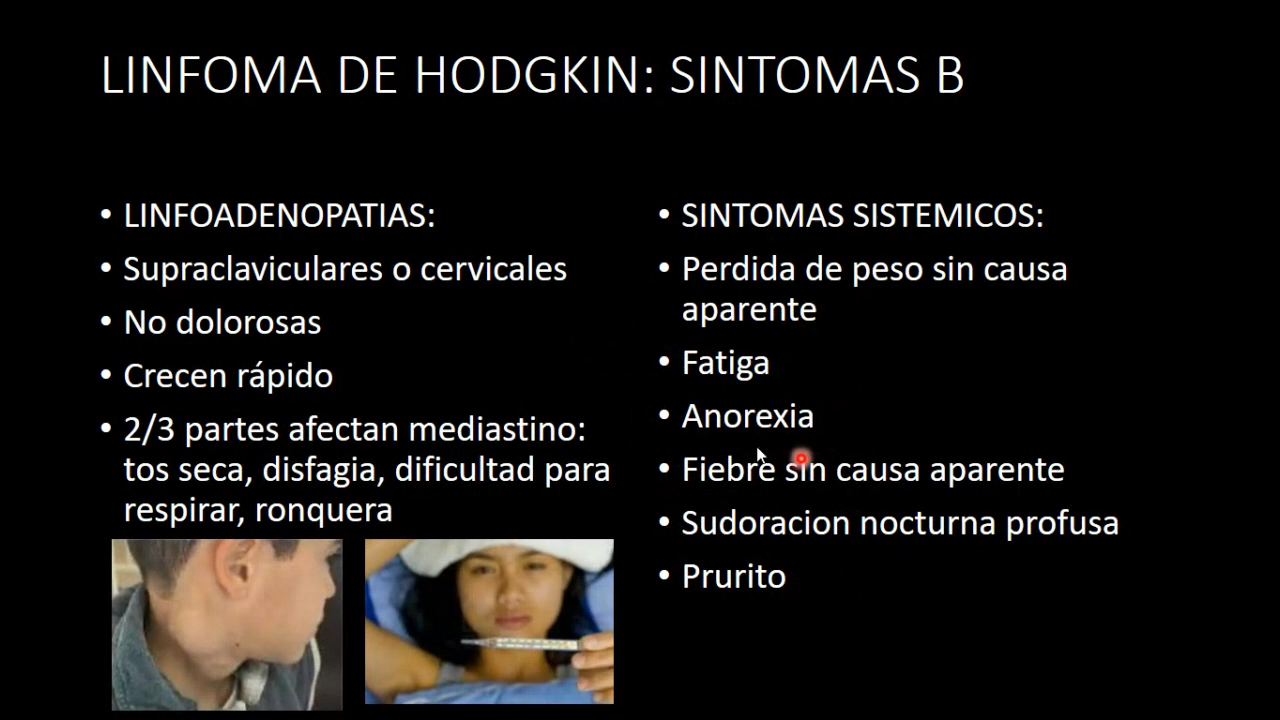 LINFOMA DE HODGKIN: SINTOMAS B
• LINFOADENOPATIAS:
• Supraclaviculares o cervicales
• No dolorosas
• Crecen rápido
• 2/3 partes afectan mediastino:
tos seca, disfagia, dificultad para
respirar, ronquera
• SINTOMAS SISTEMICOS:
• Perdida de peso sin causa
aparente
• Fatiga
• Anorexia
• Fiebre sin causa aparente
• Sudoracion nocturna profusa
• Prurito